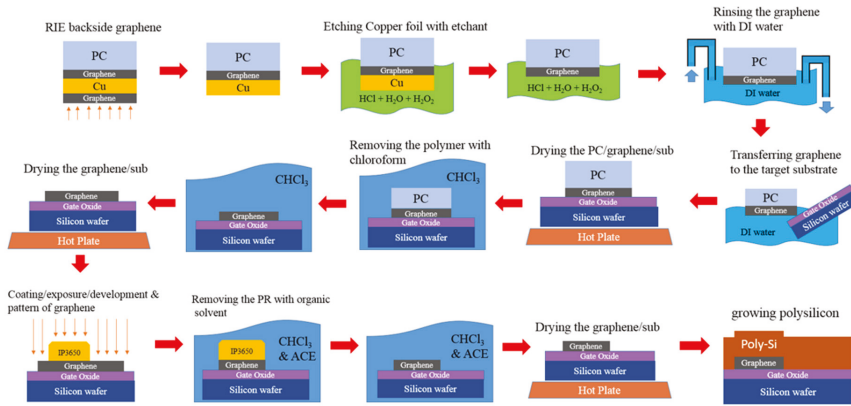 RIE backside graphene
PC
Graphene
Cu
Graphene
PC
Graphene
Cu
Etching Copper foil with etchant
PC
Graphene
Cu
HCl + H₂O + H₂O₂
PC
Graphene
HCl + H₂O + H₂O₂
Rinsing the graphene
with DI water
PC
Graphene
DI water
Transferring graphene
to the target substrate
PC
Graphene
Gate Oxide
Silicon wafer
DI water
Drying the PC/graphene/sub
PC
Graphene
Gate Oxide
Silicon wafer
Hot Plate
Removing the polymer with
chloroform
CHCl₃
PC
Graphene
Gate Oxide
Silicon wafer
CHCl₃
Graphene
Gate Oxide
Silicon wafer
Drying the graphene/sub
Graphene
Gate Oxide
Silicon wafer
Hot Plate
Coating/exposure/development &
pattern of graphene
IP3650
Graphene
Gate Oxide
Silicon wafer
Removing the PR with organic
solvent
IP3650
CHCl₃
& ACE
Graphene
Gate Oxide
Silicon wafer
CHCl₃
& ACE
Graphene
Gate Oxide
Silicon wafer
Drying the graphene/sub
Graphene
Gate Oxide
Silicon wafer
Hot Plate
growing polysilicon
Poly-Si
Graphene
Gate Oxide
Silicon wafer